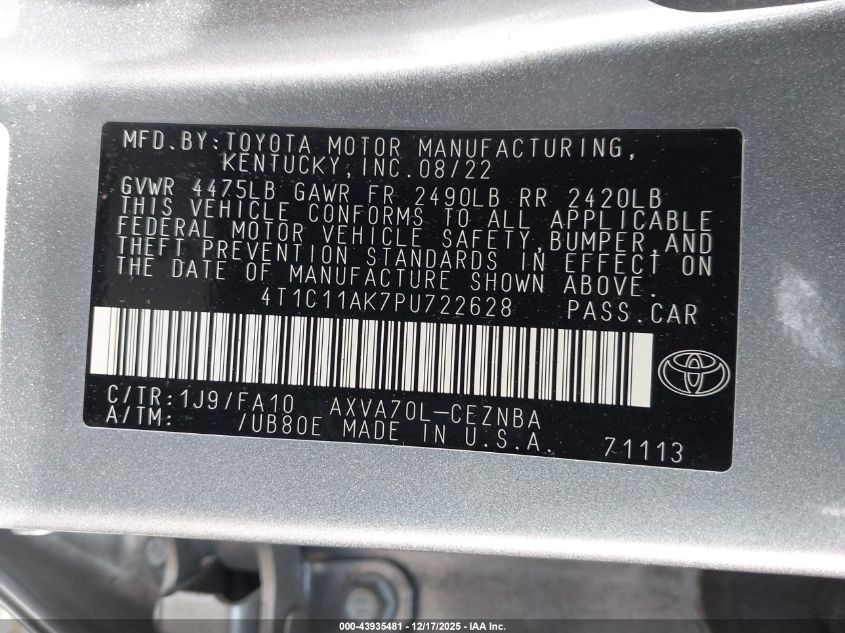 MFD.BY:TOYOTA MOTOR MANUFACTURING,
KENTUCKY, INC. 08/22
GVWR 4475LB GAWR FR 2490LB RR 2420LB
THIS VEHICLE CONFORMS TO ALL APPLICABLE
FEDERAL MOTOR VEHICLE SAFETY,BUMPER,AND
THEFT PREVENTION STANDARDS IN EFFECT ON
THE DATE OF MANUFACTURE SHOWN ABOVE.
4T1C11AK7PU722628 PASS.CAR
C/TR:1J9/FA10 AXVA70L-CEZNBA
A/TM: /UB80E MADE IN U.S.A. 71113
000-43935481 - 12/17/2025 - IAA Inc.